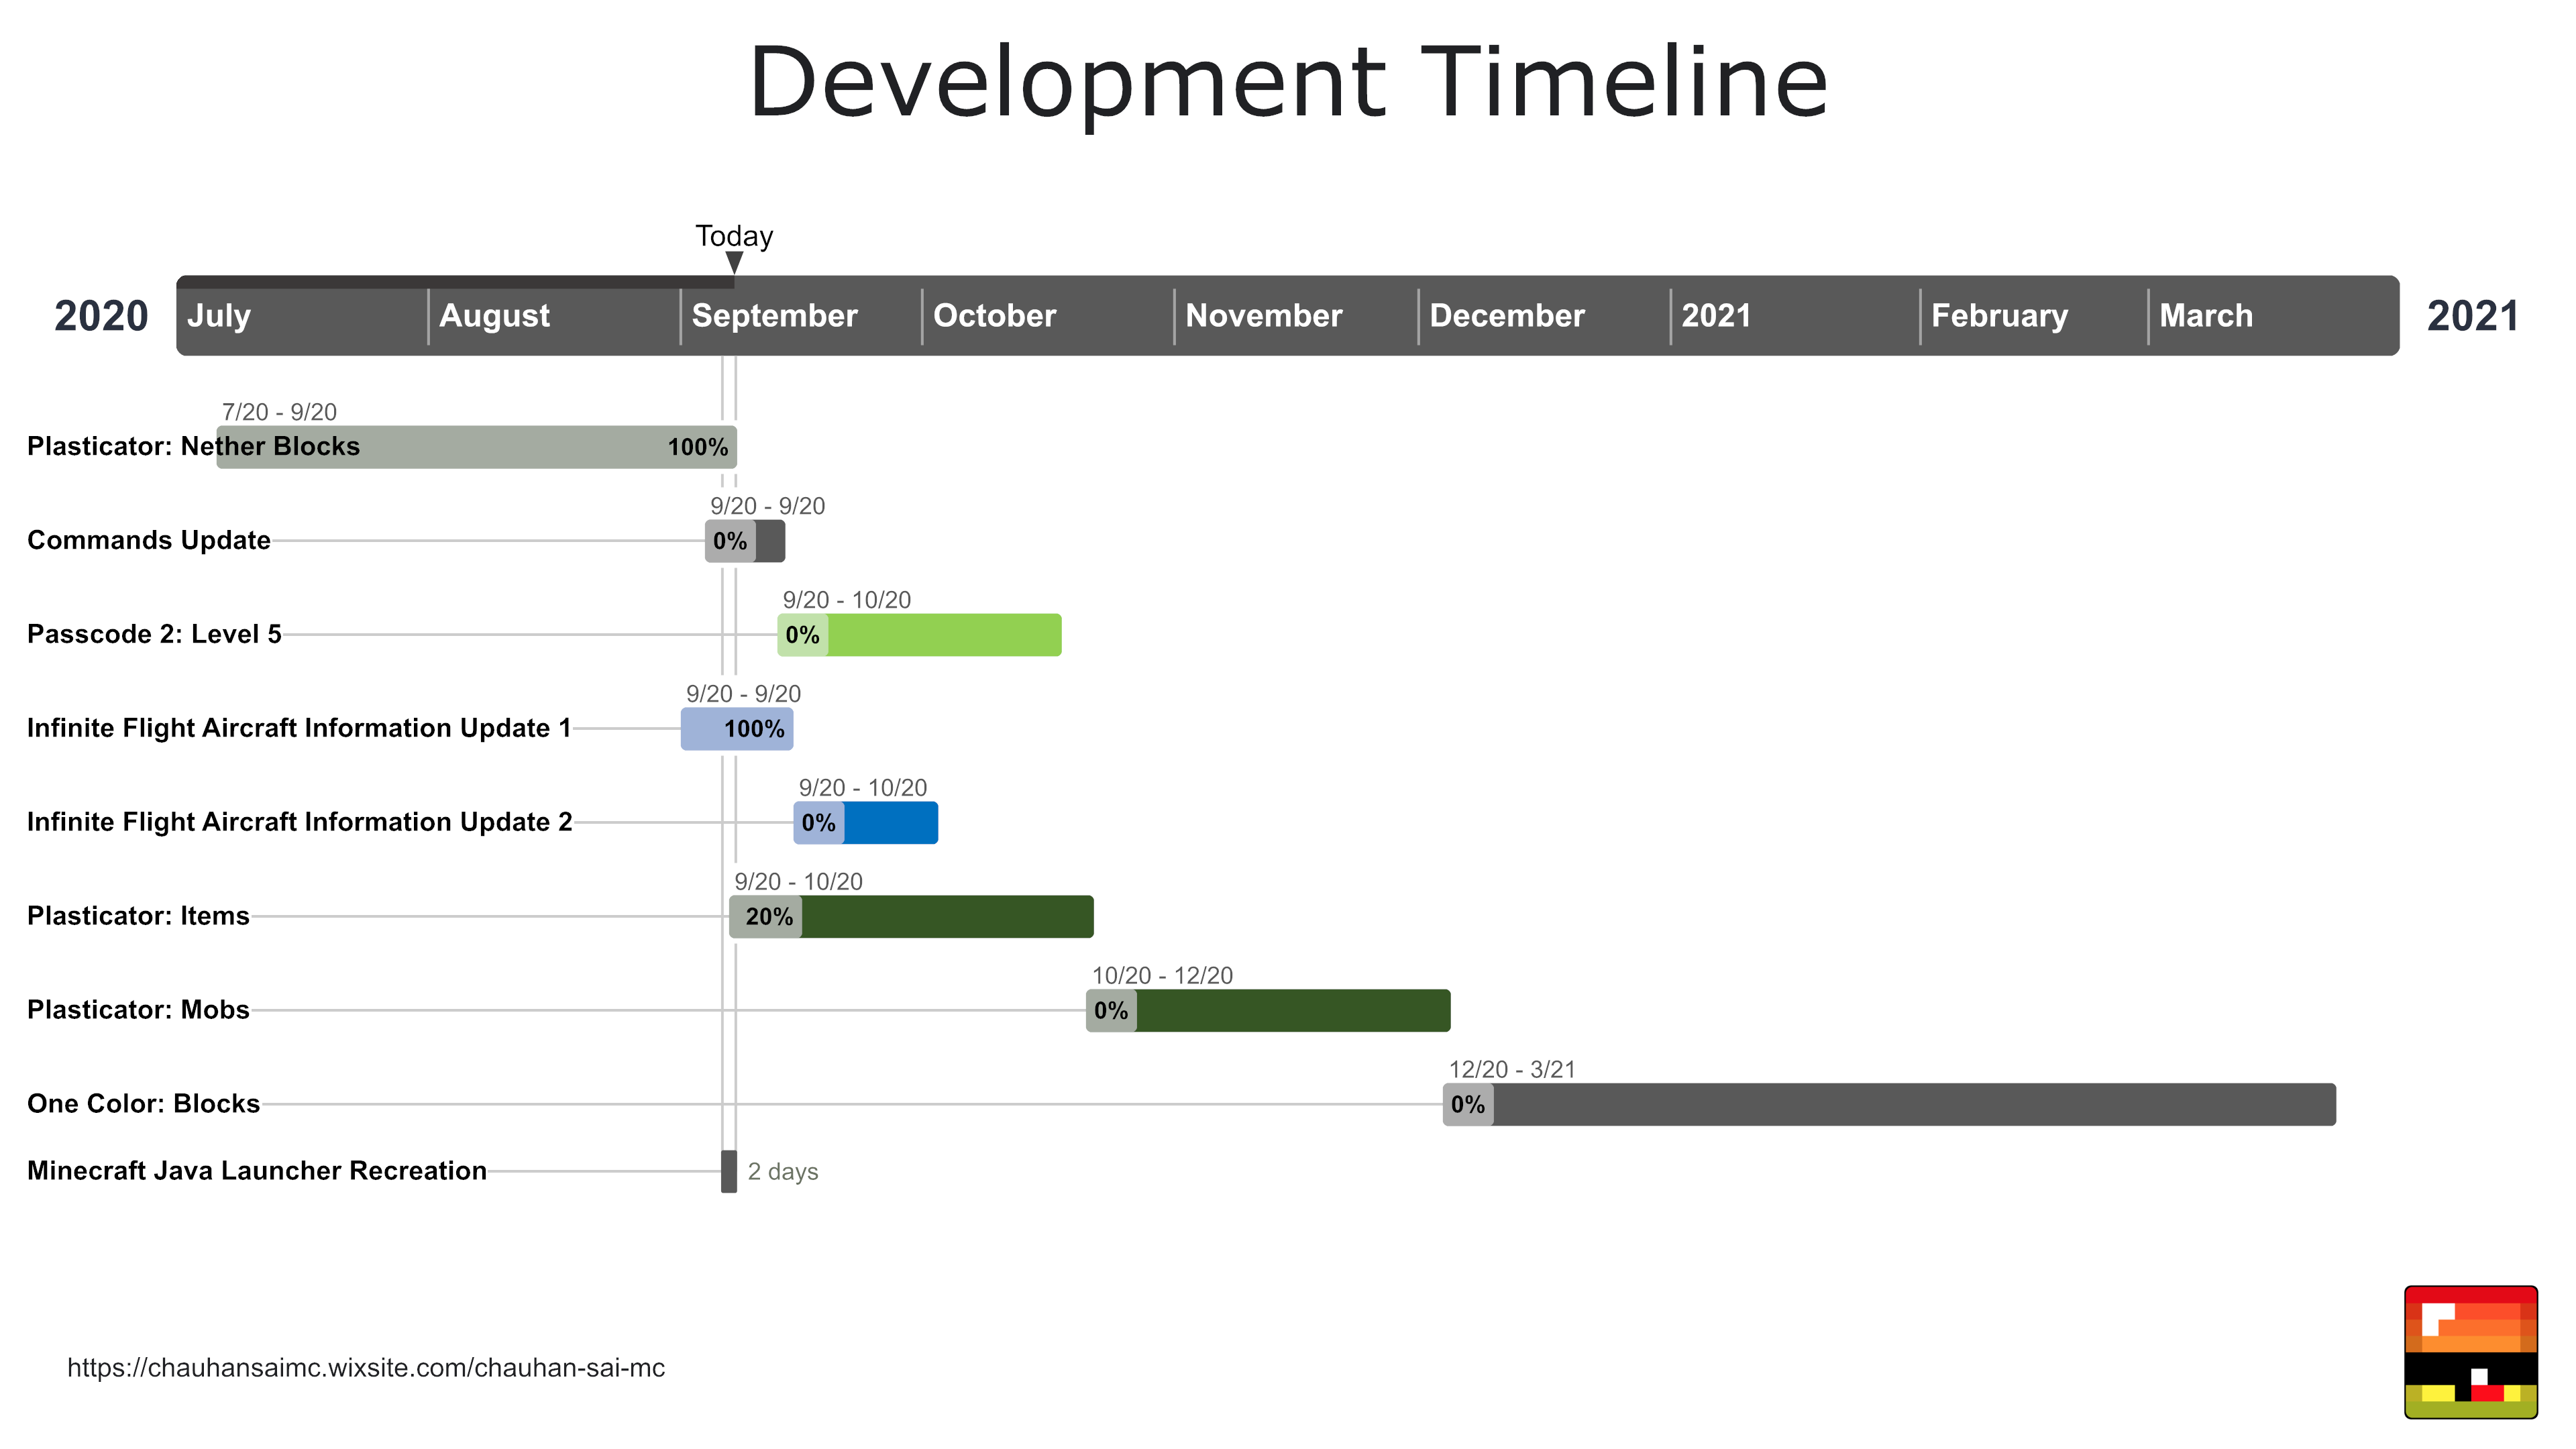 Development Timeline
Today
2020 July August September October November December 2021 February March 2021
7/20 - 9/20
Plasticator: Nether Blocks 100%
9/20 - 9/20
Commands Update 0%
9/20 - 10/20
Passcode 2: Level 5 0%
9/20 - 9/20
Infinite Flight Aircraft Information Update 1 100%
9/20 - 10/20
Infinite Flight Aircraft Information Update 2 0%
9/20 - 10/20
Plasticator: Items 20%
10/20 - 12/20
Plasticator: Mobs 0%
12/20 - 3/21
One Color: Blocks 0%
Minecraft Java Launcher Recreation 2 days
https://chauhansaimc.wixsite.com/chauhan-sai-mc